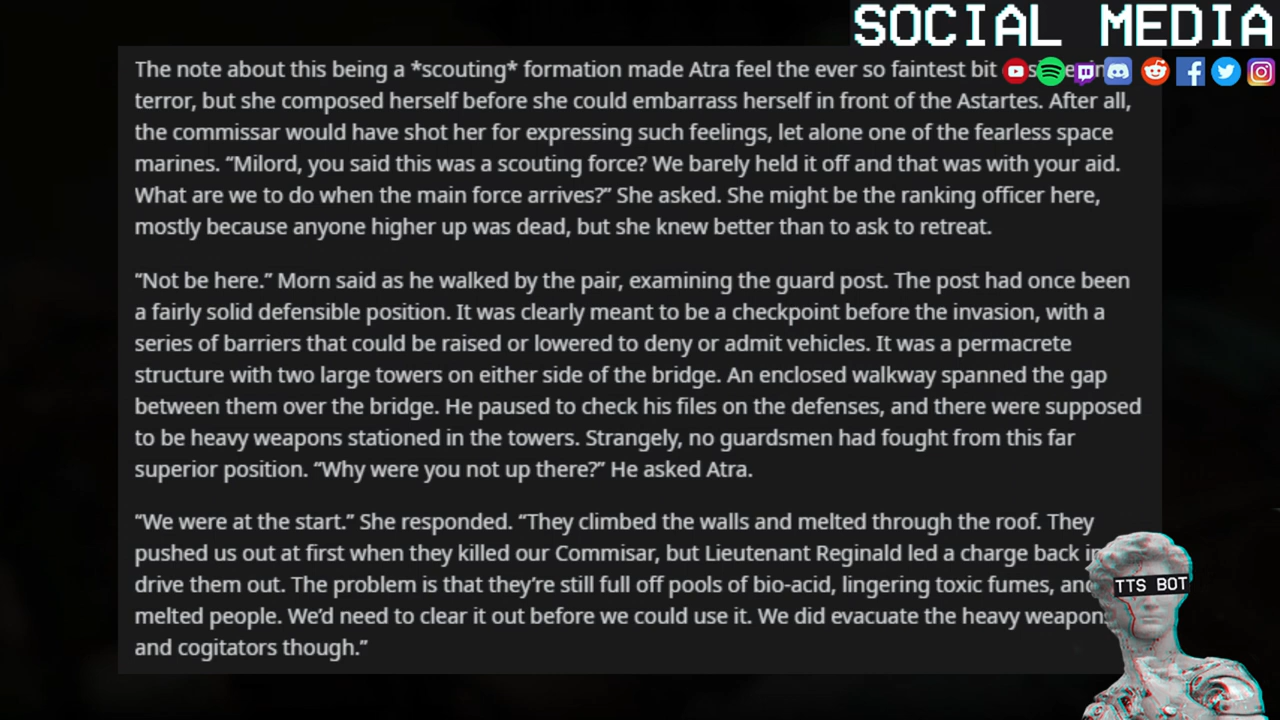 SOCIAL MEDIA
The note about this being a *scouting* formation made Atra feel the ever so faintest bit
terror, but she composed herself before she could embarrass herself in front of the Astartes. After all,
the commissar would have shot her for expressing such feelings, let alone one of the fearless space
marines. “Milord, you said this was a scouting force? We barely held it off and that was with your aid.
What are we to do when the main force arrives?” She asked. She might be the ranking officer here,
mostly because anyone higher up was dead, but she knew better than to ask to retreat.
“Not be here.” Morn said as he walked by the pair, examining the guard post. The post had once been
a fairly solid defensible position. It was clearly meant to be a checkpoint before the invasion, with a
series of barriers that could be raised or lowered to deny or admit vehicles. It was a permacrete
structure with two large towers on either side of the bridge. An enclosed walkway spanned the gap
between them over the bridge. He paused to check his files on the defenses, and there were supposed
to be heavy weapons stationed in the towers. Strangely, no guardsmen had fought from this far
superior position. “Why were you not up there?” He asked Atra.
“We were at the start.” She responded. “They climbed the walls and melted through the roof. They
pushed us out at first when they killed our Commisar, but Lieutenant Reginald led a charge back
drive them out. The problem is that they’re still full off pools of bio-acid, lingering toxic fumes,
melted people. We’d need to clear it out before we could use it. We did evacuate the heavy weapons
and cogitators though.”
TTS BOT